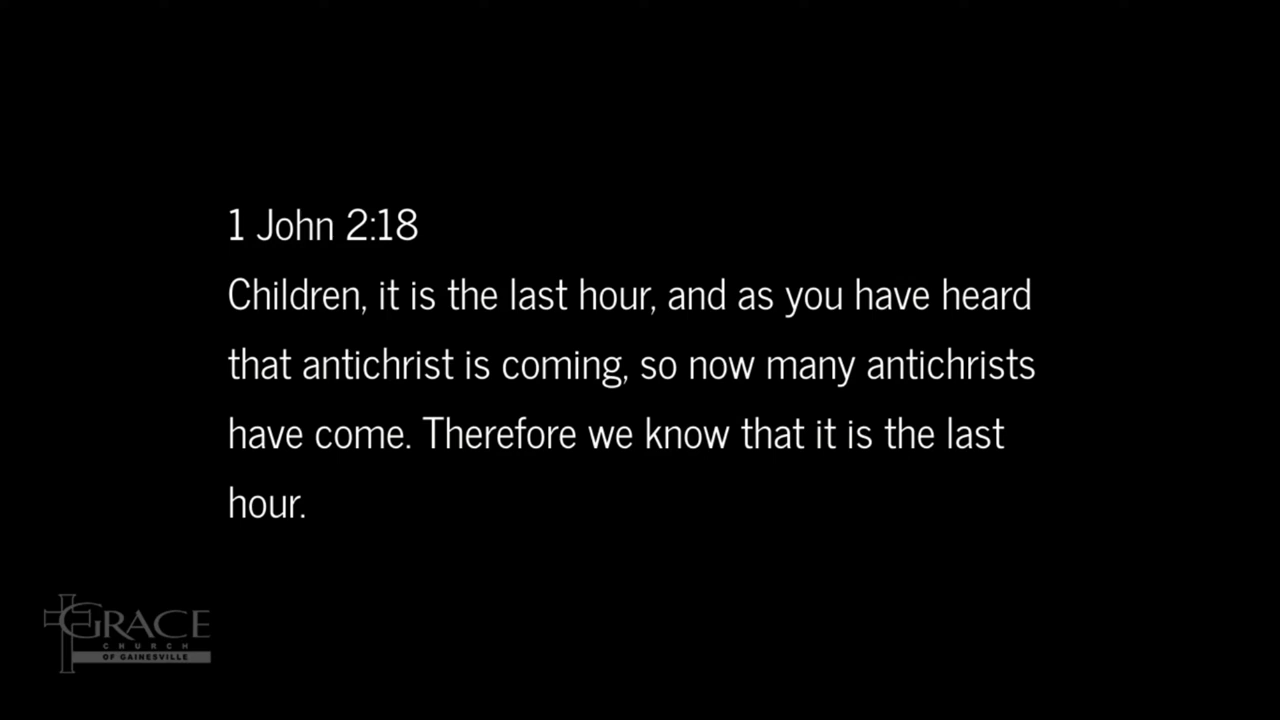 1 John 2:18
Children, it is the last hour, and as you have heard
that antichrist is coming, so now many antichrists
have come. Therefore we know that it is the last
hour.
GRACE
CHURCH
OF GAINESVILLE